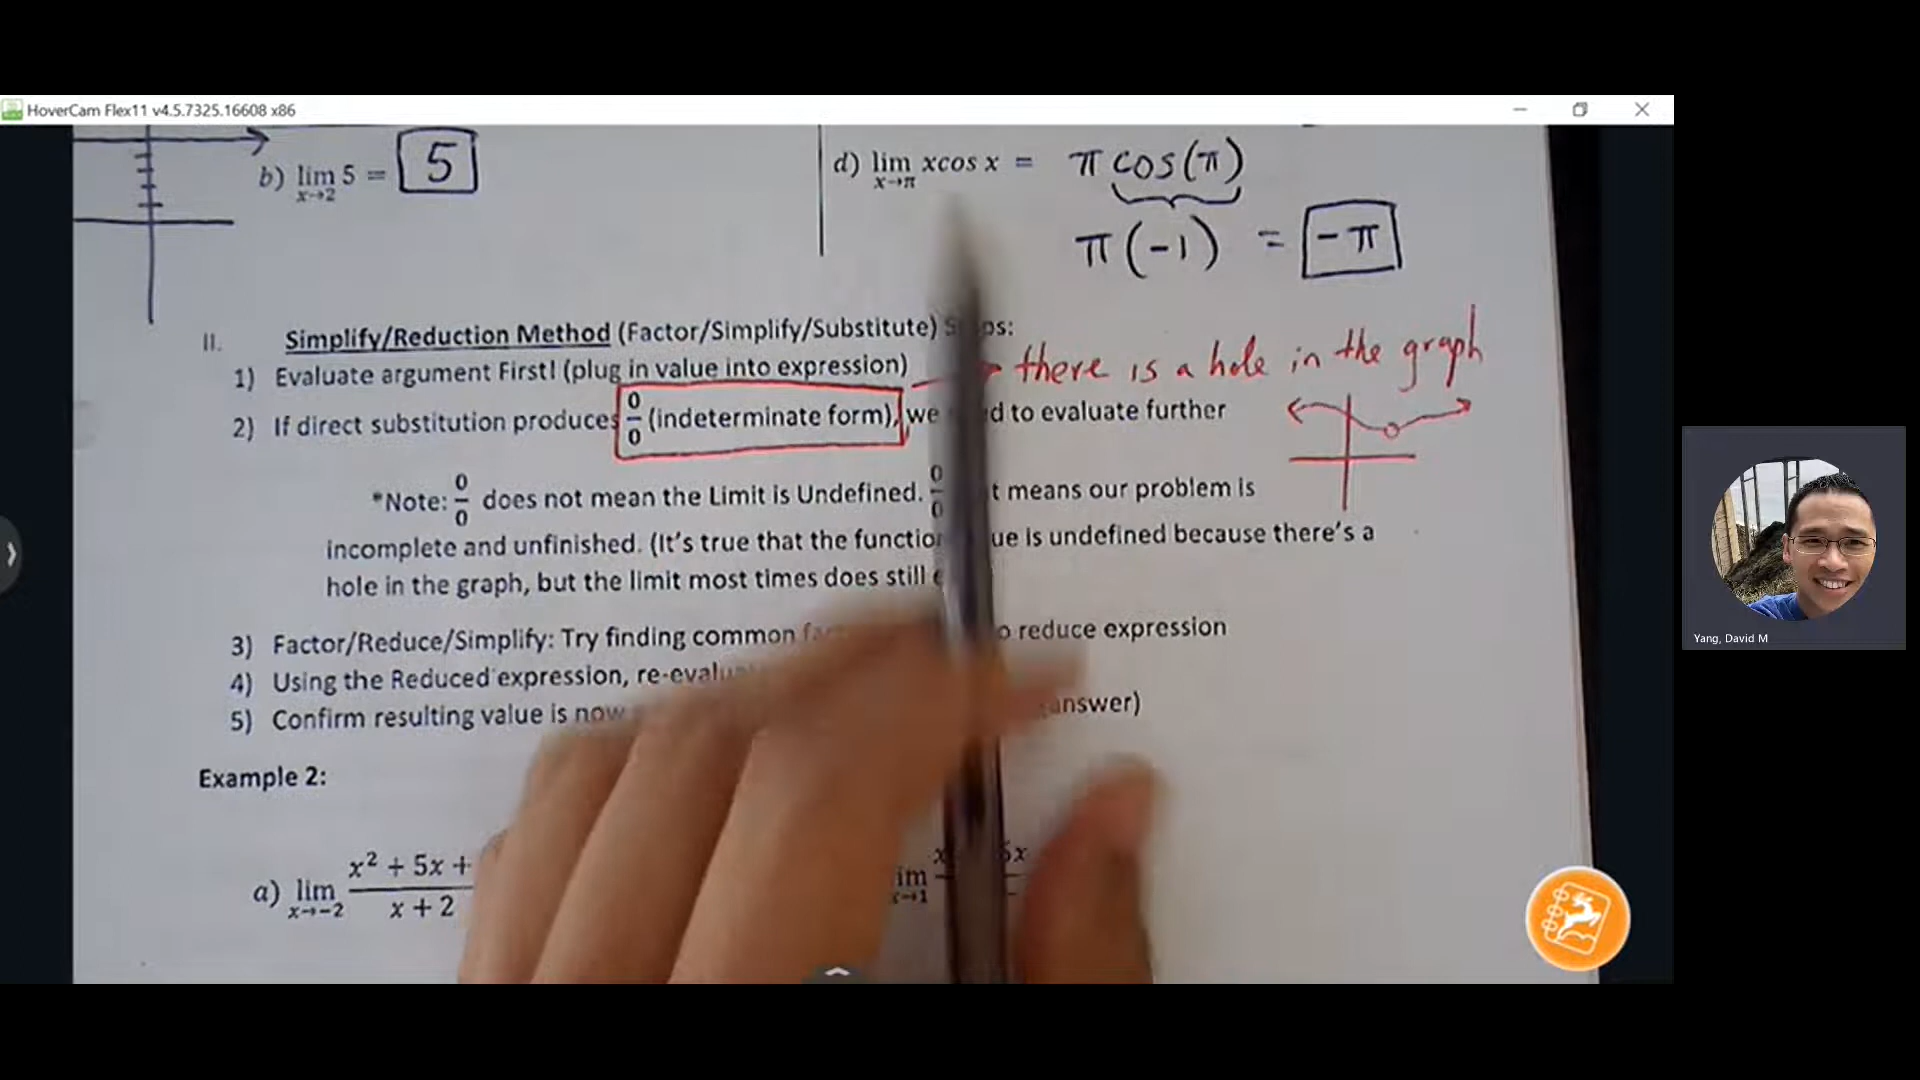 HoverCam Flex11 v4.5.7325.16608 x86
b) lim 5 = 5
x→2
d) lim xcos x = π cos(π)
x→π
π(-1) = -π
II. Simplify/Reduction Method (Factor/Simplify/Substitute)
1) Evaluate argument First! (plug in value into expression)
there is a hole in the graph
2) If direct substitution produces 0/0 (indeterminate form), we to evaluate further
*Note: 0/0 does not mean the Limit is Undefined. 0/0 means our problem is
incomplete and unfinished. (It's true that the is undefined because there's a
hole in the graph, but the limit most times does still
3) Factor/Reduce/Simplify: Try finding common reduce expression
4) Using the Reduced expression,
5) Confirm resulting value is now answer)
Example 2:
a) lim x² + 5x +
x→-2 x + 2
Yang, David M